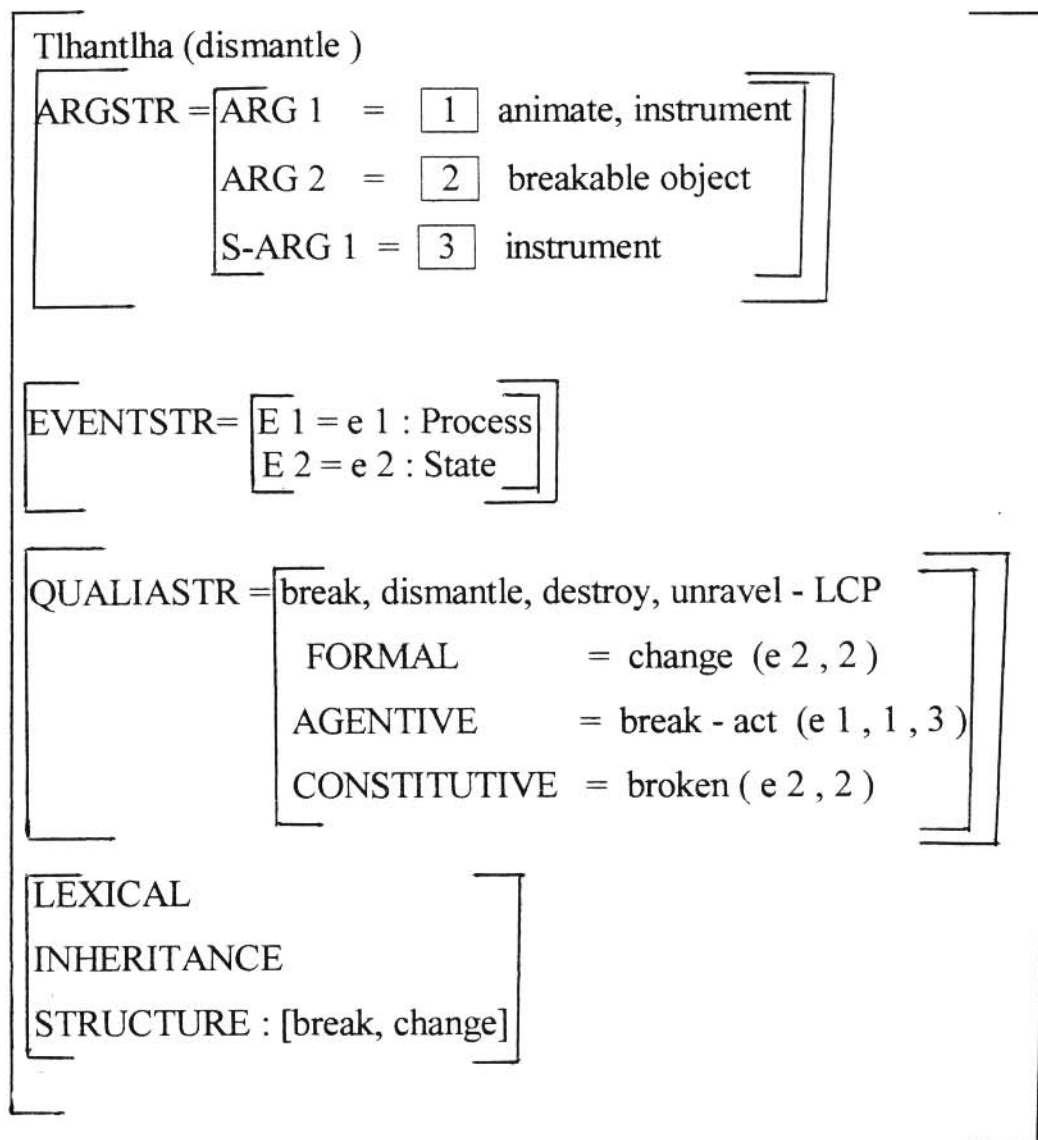 Tlhantlha (dismantle )
ARGSTR = ARG 1 = 1 animate, instrument
ARG 2 = 2 breakable object
S-ARG 1 = 3 instrument
EVENTSTR= E 1 = e 1 : Process
E 2 = e 2 : State
QUALIASTR = break, dismantle, destroy, unravel - LCP
FORMAL = change (e 2 , 2 )
AGENTIVE = break - act (e 1 , 1 , 3 )
CONSTITUTIVE = broken ( e 2 , 2 )
LEXICAL
INHERITANCE
STRUCTURE : [break, change]